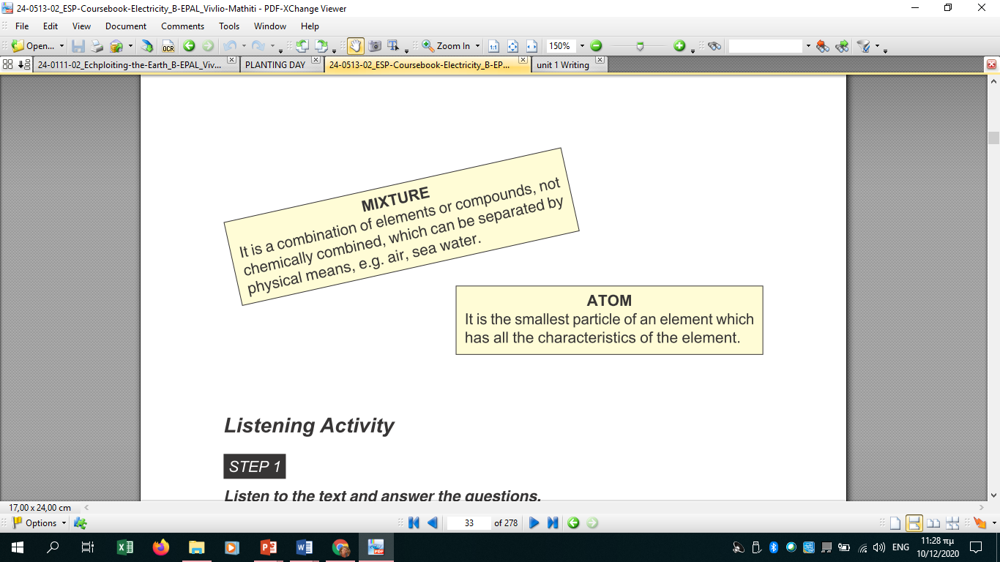 24-0513-02_ESP-Coursebook-Electricity_B-EPAL_Vivlio-Mathiti - PDF-XChange Viewer
File Edit View Document Comments Tools Window Help
Open... OCR Zoom In 1:1 150%
24-0111-02_Echploiting-the-Earth_B-EPAL_Viv... PLANTING DAY 24-0513-02_ESP-Coursebook-Electricity_B-EP... unit 1 Writing
MIXTURE
It is a combination of elements or compounds, not
chemically combined, which can be separated by
physical means, e.g. air, sea water.
ATOM
It is the smallest particle of an element which
has all the characteristics of the element.
Listening Activity
STEP 1
Listen to the text and answer the questions.
17,00 x 24,00 cm
Options 33 of 278
ENG 11:28 πμ
10/12/2020